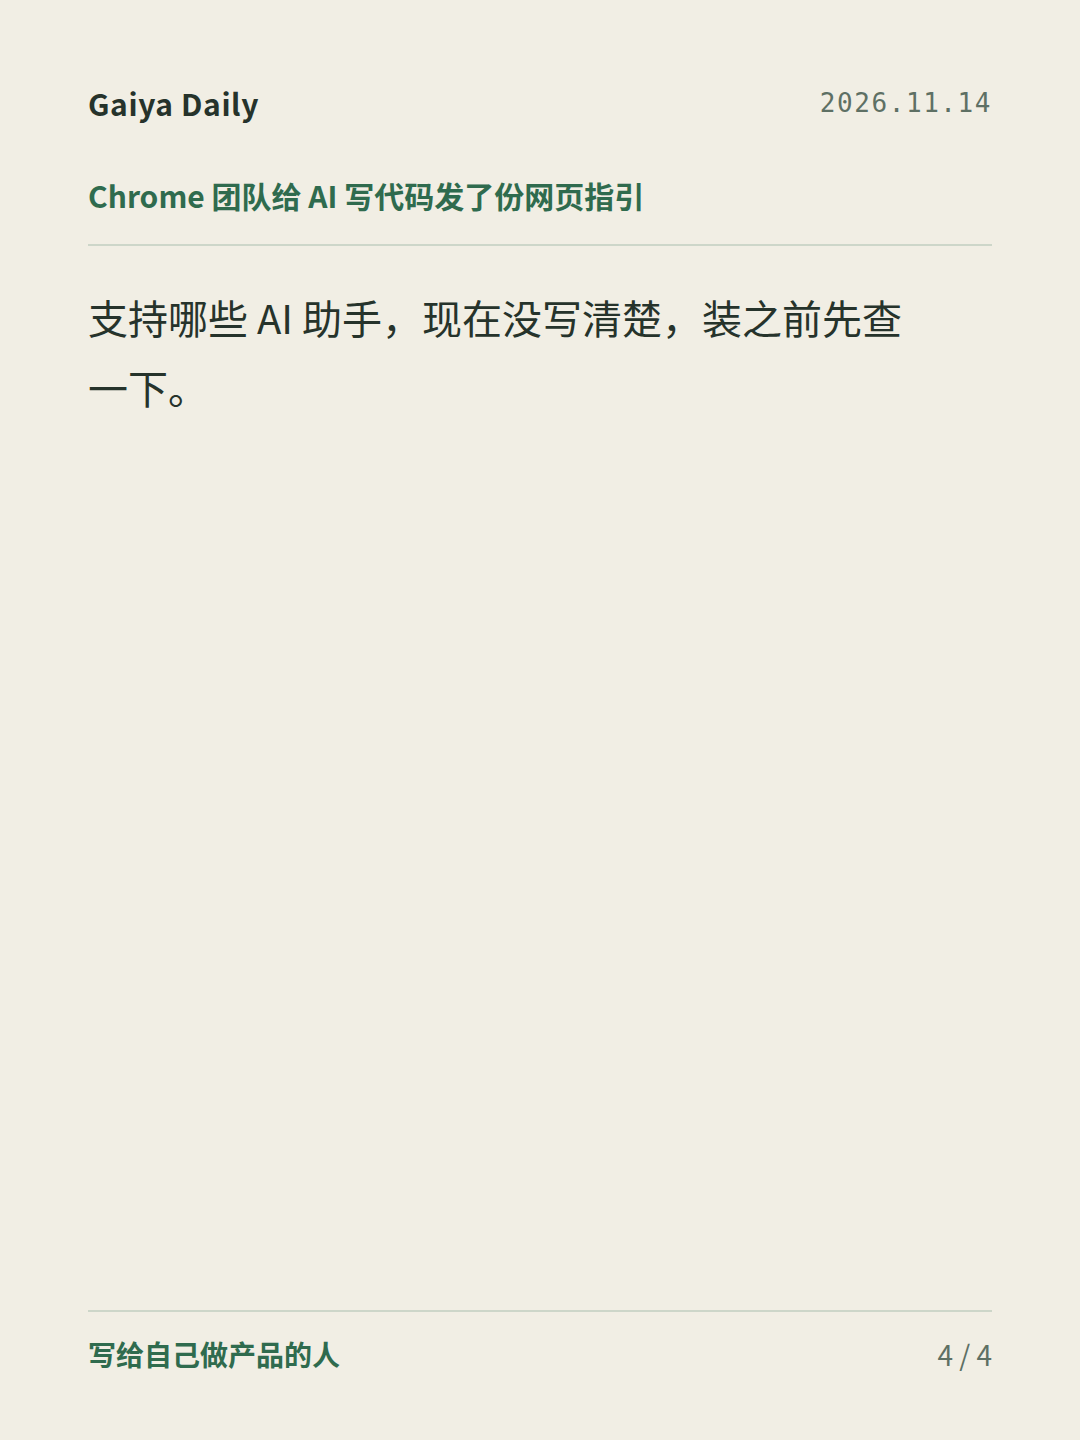 Gaiya Daily
2026.11.14
Chrome 团队给 AI 写代码发了份网页指引
支持哪些 AI 助手，现在没写清楚，装之前先查
一下。
写给自己做产品的人
4 / 4